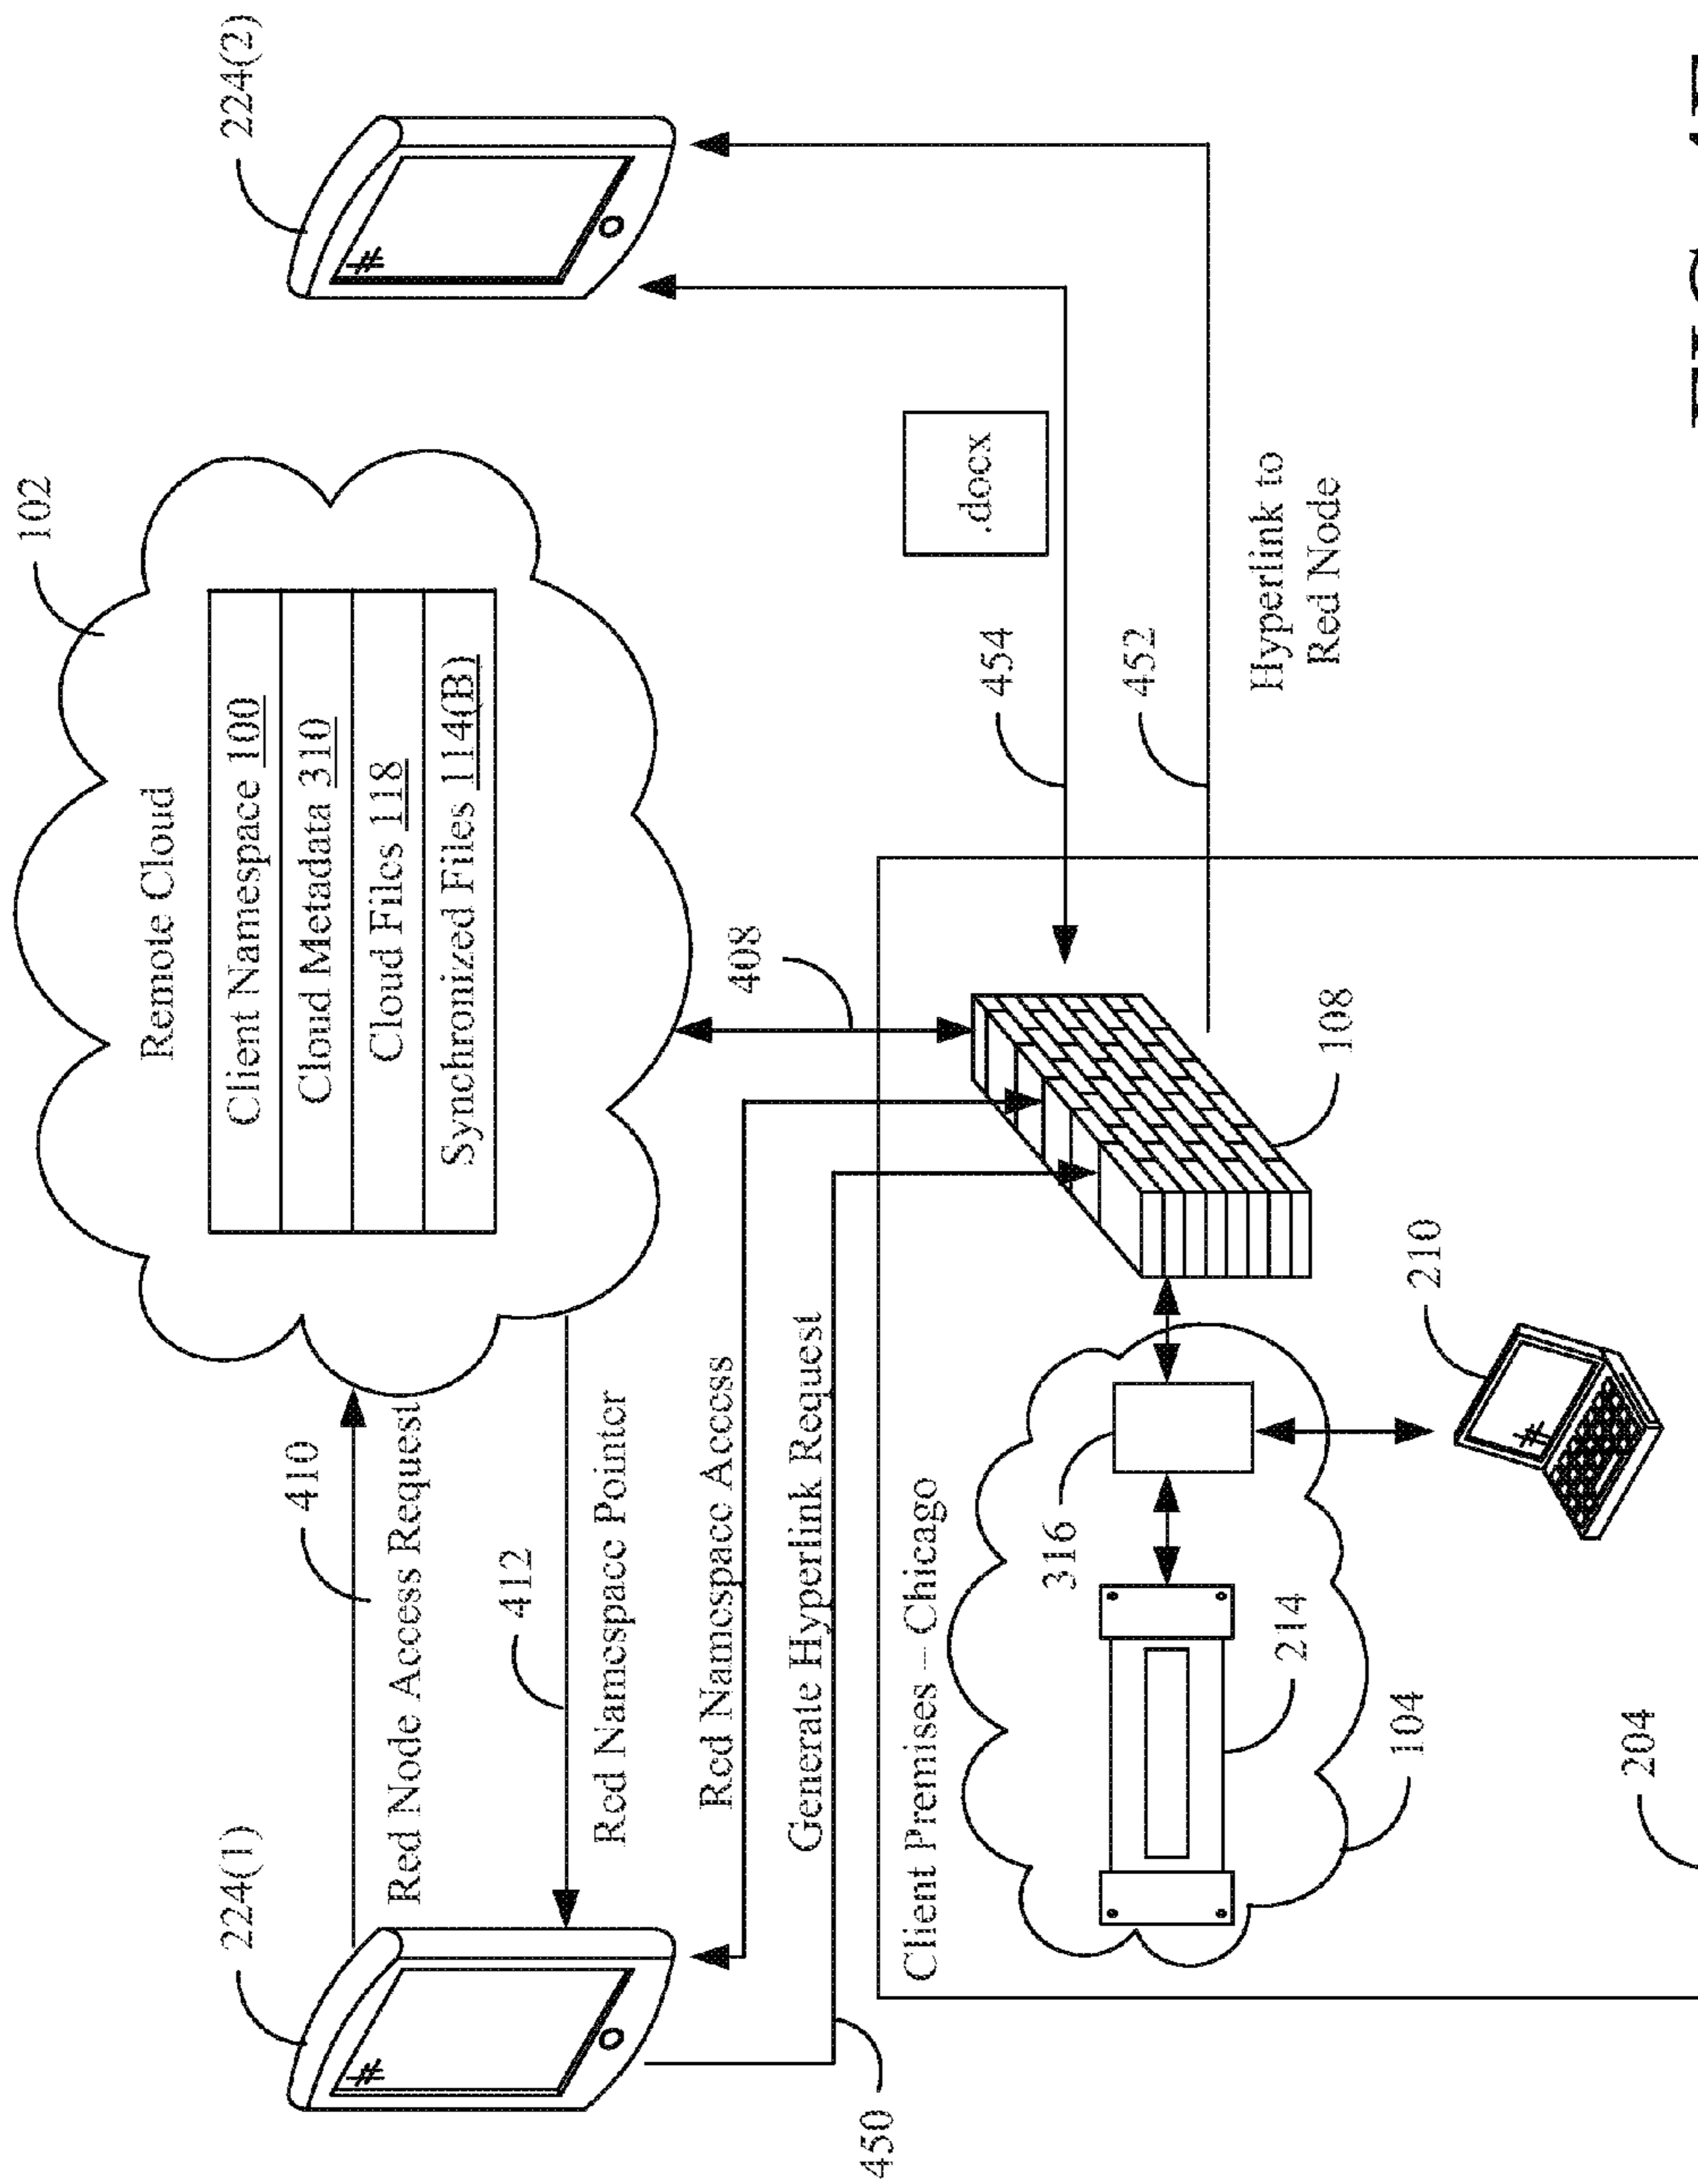 102
Remote Cloud
Client Namespace 100
Cloud Metadata 310
Cloud Files 118
Synchronized Files 114(B)
224(1)
410
Red Node Access Request
412
Red Namespace Pointer
Red Namespace Access
Generate Hyperlink Request
450
224(2)
408
.docx
454
452
Hyperlink to
Red Node
Client Premises – Chicago
316
214
104
108
210
204